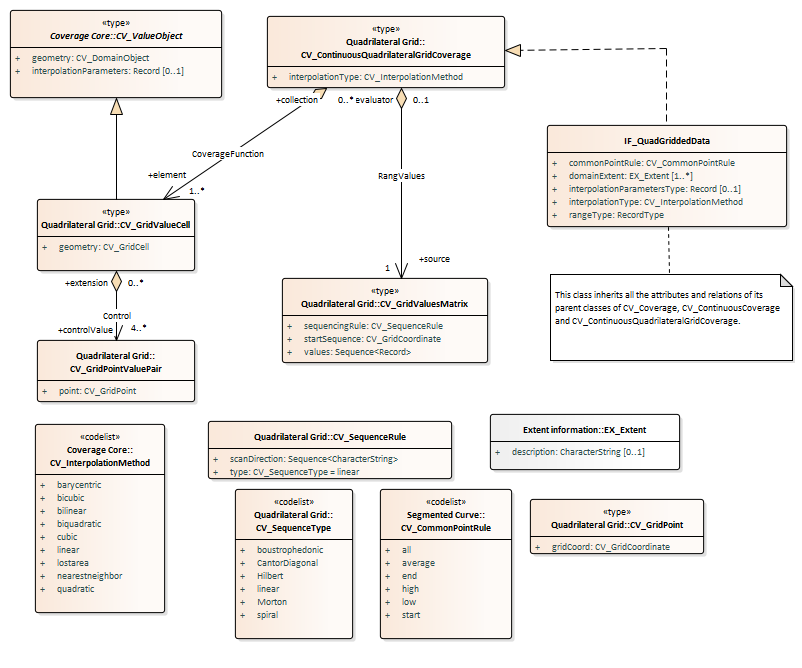 «type»
Coverage Core::CV_ValueObject
+ geometry: CV_DomainObject
+ interpolationParameters: Record [0..1]
«type»
Quadrilateral Grid::
CV_ContinuousQuadrilateralGridCoverage
+ interpolationType: CV_InterpolationMethod
+collection
0..*
evaluator
0..1
CoverageFunction
+element
1..*
RangValues
+source
1
IF_QuadGriddedData
+ commonPointRule: CV_CommonPointRule
+ domainExtent: EX_Extent [1..*]
+ interpolationParametersType: Record [0..1]
+ interpolationType: CV_InterpolationMethod
+ rangeType: RecordType
«type»
Quadrilateral Grid::CV_GridValueCell
+ geometry: CV_GridCell
+extension
0..*
Control
+controlValue
4..*
«type»
Quadrilateral Grid::CV_GridValuesMatrix
+ sequencingRule: CV_SequenceRule
+ startSequence: CV_GridCoordinate
+ values: Sequence<Record>
This class inherits all the attributes and relations of its
parent classes of CV_Coverage, CV_ContinuousCoverage
and CV_ContinuousQuadrilateralGridCoverage.
Quadrilateral Grid::
CV_GridPointValuePair
+ point: CV_GridPoint
«codelist»
Coverage Core::
CV_InterpolationMethod
+ barycentric
+ bicubic
+ bilinear
+ biquadratic
+ cubic
+ linear
+ lostarea
+ nearestneighbor
+ quadratic
Quadrilateral Grid::CV_SequenceRule
+ scanDirection: Sequence<CharacterString>
+ type: CV_SequenceType = linear
Extent information::EX_Extent
+ description: CharacterString [0..1]
«codelist»
Quadrilateral Grid::
CV_SequenceType
+ boustrophedonic
+ CantorDiagonal
+ Hilbert
+ linear
+ Morton
+ spiral
«codelist»
Segmented Curve::
CV_CommonPointRule
+ all
+ average
+ end
+ high
+ low
+ start
«type»
Quadrilateral Grid::CV_GridPoint
+ gridCoord: CV_GridCoordinate